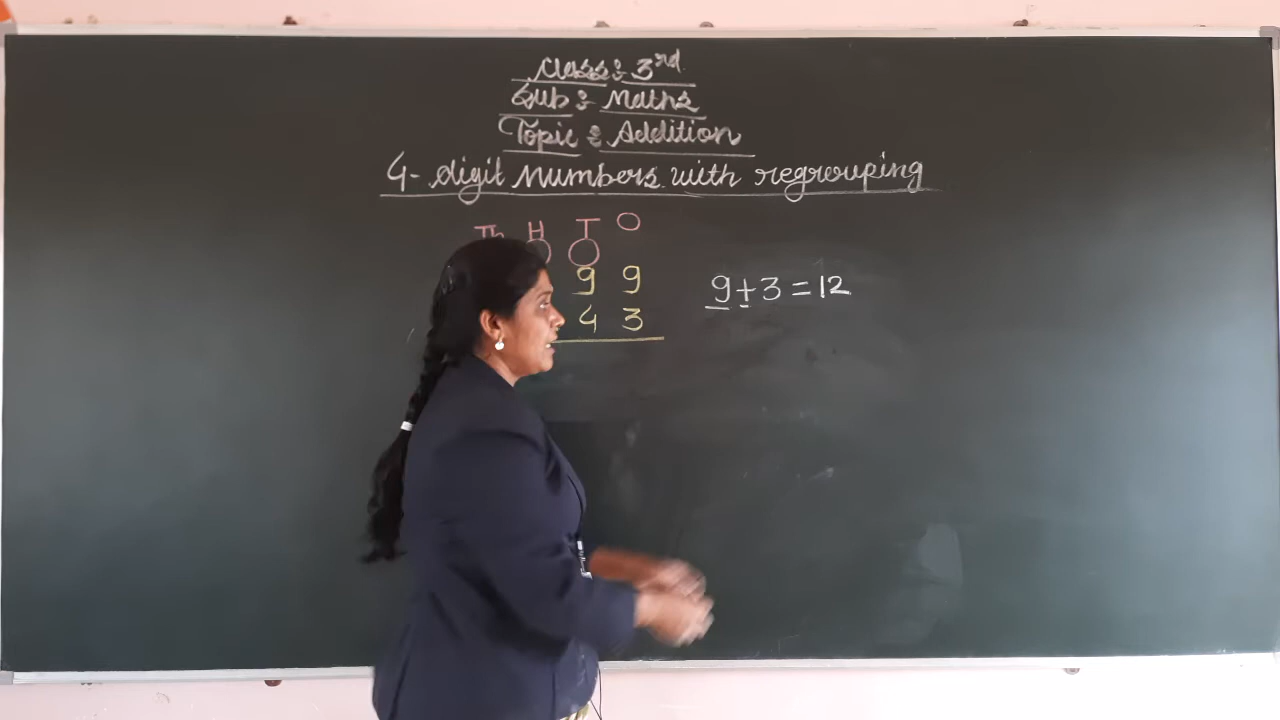 Class : 3rd
Sub : Maths
Topic : Addition
4- digit numbers with regrouping
Th H T O
9 9
4 3
9+3=12